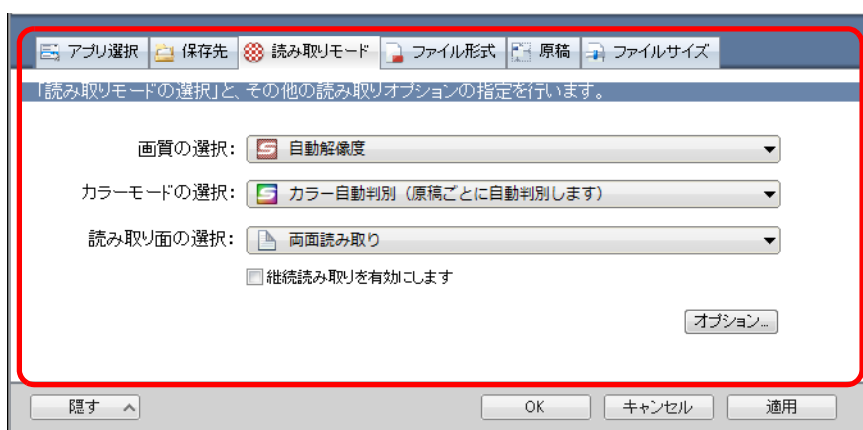 アプリ選択 保存先 読み取りモード ファイル形式 原稿 ファイルサイズ
「読み取りモードの選択」と、その他の読み取りオプションの指定を行います。
画質の選択: 自動解像度
カラーモードの選択: カラー自動判別（原稿ごとに自動判別します）
読み取り面の選択: 両面読み取り
継続読み取りを有効にします
オプション...
隠す OK キャンセル 適用